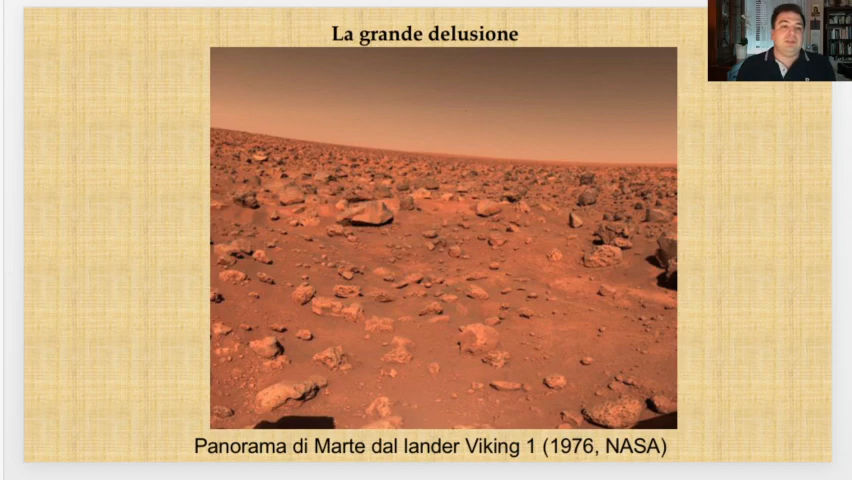 La grande delusione
Panorama di Marte dal lander Viking 1 (1976, NASA)